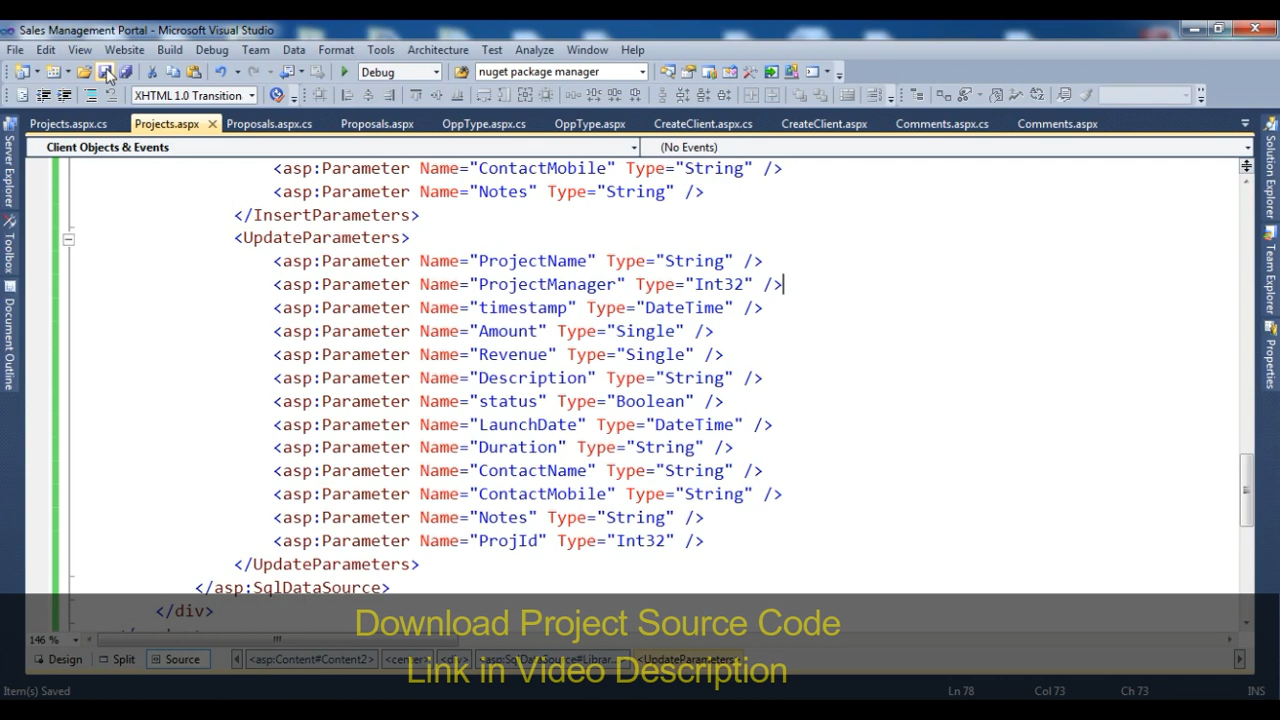 Sales Management Portal - Microsoft Visual Studio
File Edit View Website Build Debug Team Data Format Tools Architecture Test Analyze Window Help
Debug nuget package manager
XHTML 1.0 Transition
Projects.aspx.cs Projects.aspx Proposals.aspx.cs Proposals.aspx OppType.aspx.cs OppType.aspx CreateClient.aspx.cs CreateClient.aspx Comments.aspx.cs Comments.aspx
Client Objects & Events (No Events)
<asp:Parameter Name="ContactMobile" Type="String" />
<asp:Parameter Name="Notes" Type="String" />
</InsertParameters>
<UpdateParameters>
<asp:Parameter Name="ProjectName" Type="String" />
<asp:Parameter Name="ProjectManager" Type="Int32" />
<asp:Parameter Name="timestamp" Type="DateTime" />
<asp:Parameter Name="Amount" Type="Single" />
<asp:Parameter Name="Revenue" Type="Single" />
<asp:Parameter Name="Description" Type="String" />
<asp:Parameter Name="status" Type="Boolean" />
<asp:Parameter Name="LaunchDate" Type="DateTime" />
<asp:Parameter Name="Duration" Type="String" />
<asp:Parameter Name="ContactName" Type="String" />
<asp:Parameter Name="ContactMobile" Type="String" />
<asp:Parameter Name="Notes" Type="String" />
<asp:Parameter Name="ProjId" Type="Int32" />
</UpdateParameters>
</asp:SqlDataSource>
</div>
Server Explorer
Toolbox
Document Outline
Solution Explorer
Team Explorer
Properties
Download Project Source Code
Link in Video Description
146 %
Design Split Source <asp:Content#Content2> <center> <div> <asp:SqlDataSource#Librar... <UpdateParameters>
Item(s) Saved Ln 78 Col 73 Ch 73 INS